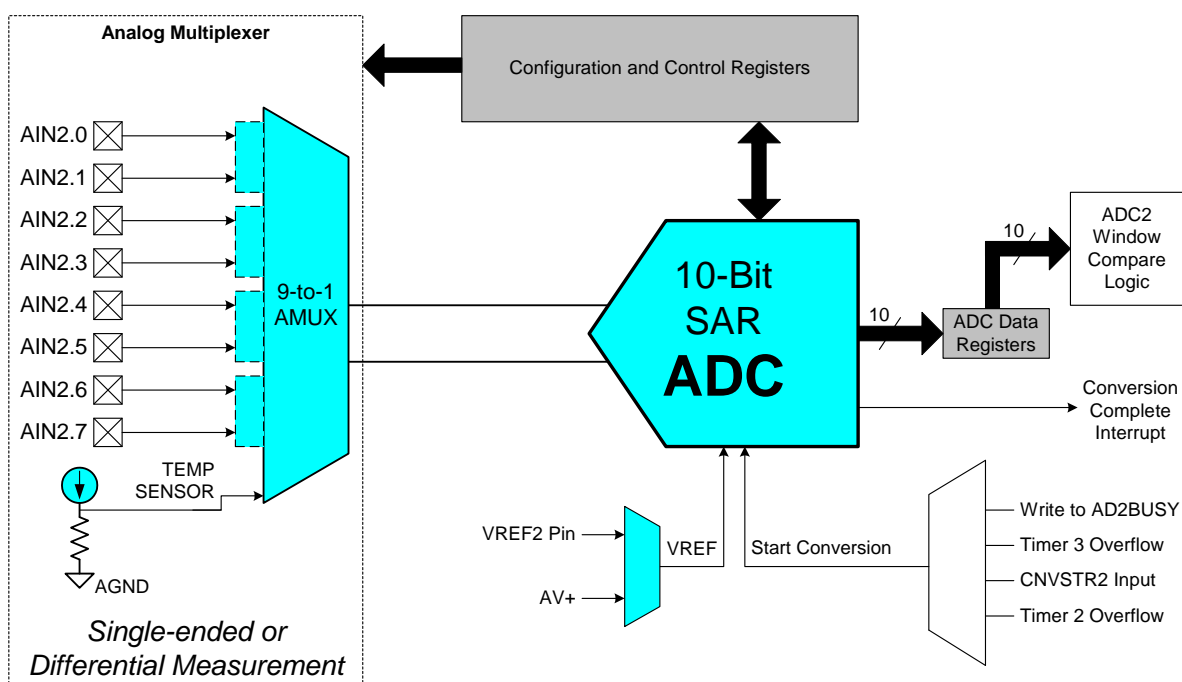 Analog Multiplexer
Configuration and Control Registers
AIN2.0
AIN2.1
AIN2.2
AIN2.3
AIN2.4
AIN2.5
AIN2.6
AIN2.7
9-to-1
AMUX
TEMP
SENSOR
AGND
Single-ended or
Differential Measurement
10-Bit
SAR
ADC
10
ADC Data
Registers
10
ADC2
Window
Compare
Logic
Conversion
Complete
Interrupt
VREF2 Pin
AV+
VREF
Start Conversion
Write to AD2BUSY
Timer 3 Overflow
CNVSTR2 Input
Timer 2 Overflow